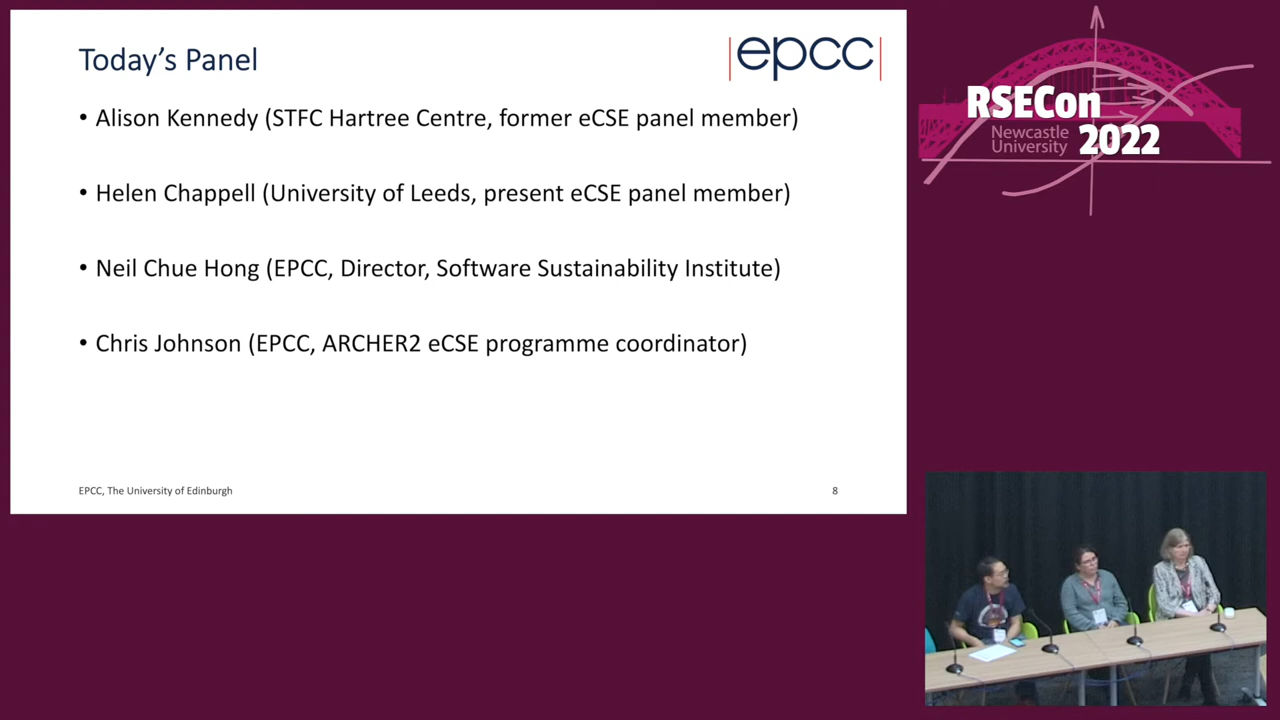 Today's Panel
epcc
• Alison Kennedy (STFC Hartree Centre, former eCSE panel member)
• Helen Chappell (University of Leeds, present eCSE panel member)
• Neil Chue Hong (EPCC, Director, Software Sustainability Institute)
• Chris Johnson (EPCC, ARCHER2 eCSE programme coordinator)
EPCC, The University of Edinburgh
8
RSECon
Newcastle
University
2022